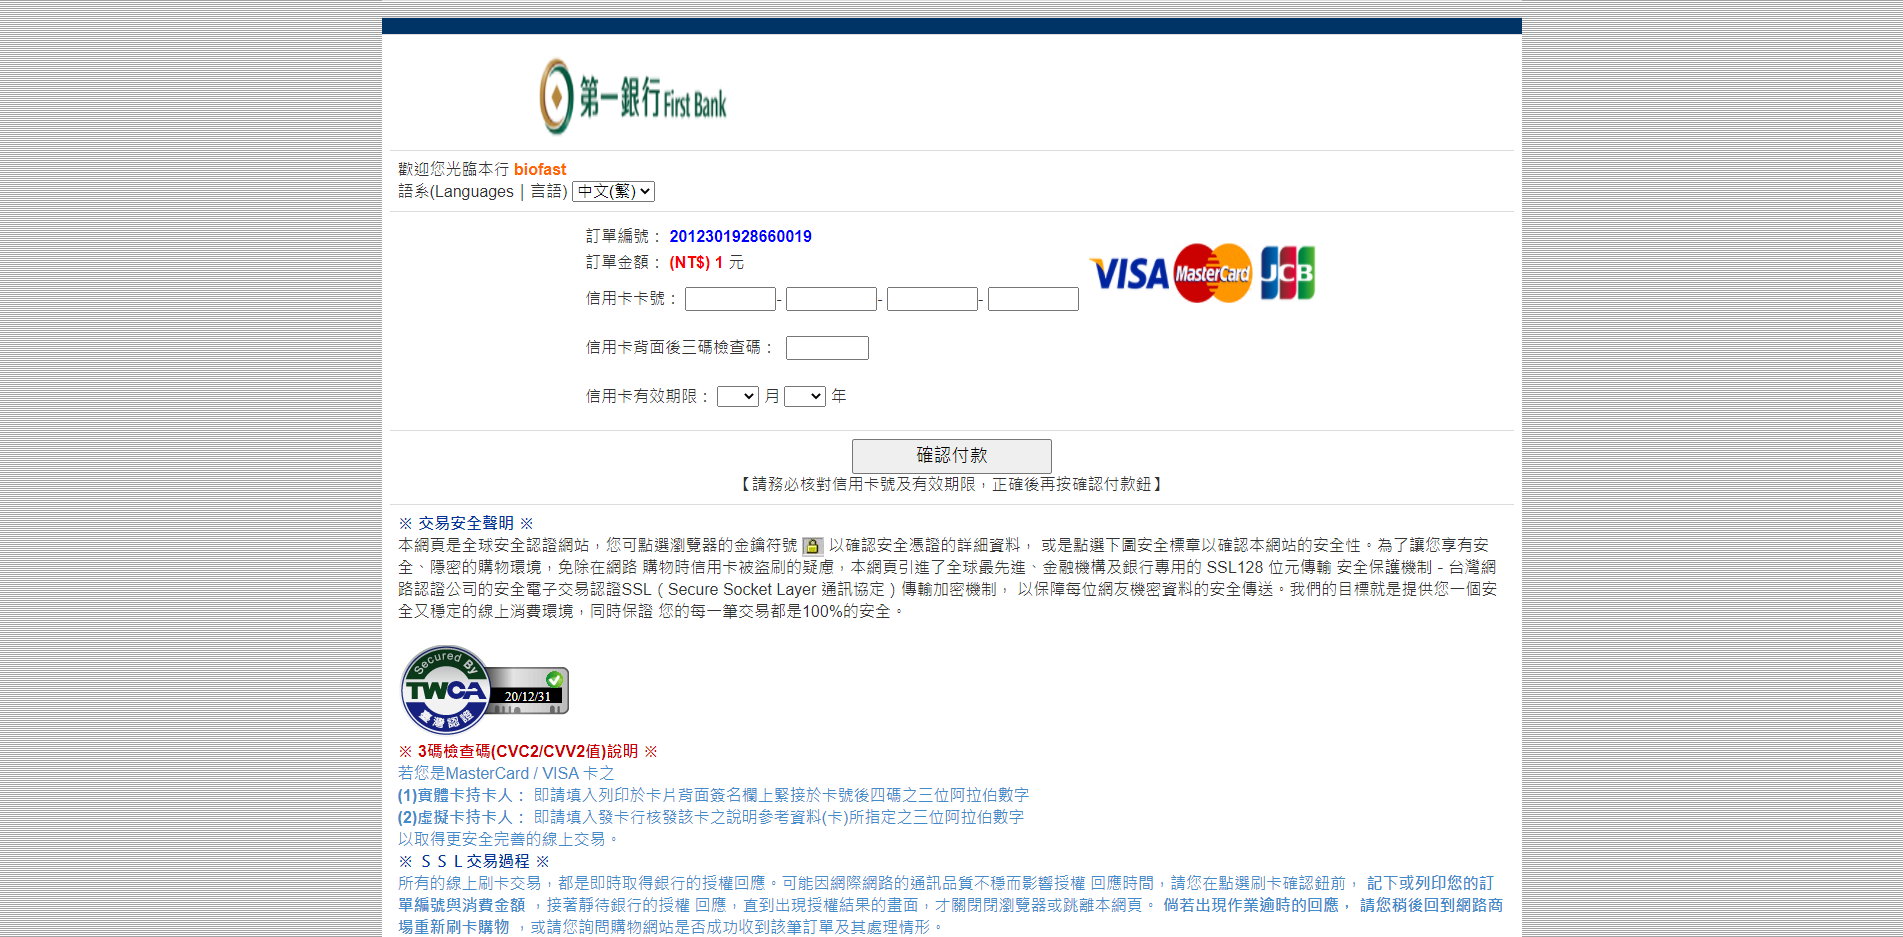 第一銀行 First Bank
歡迎您光臨本行 biofast
語系(Languages | 言語) 中文(繁)
訂單編號： 2012301928660019
訂單金額： (NT$) 1 元
VISA MasterCard JCB
信用卡卡號： - - -
信用卡背面後三碼檢查碼：
信用卡有效期限： 月 年
確認付款
【請務必核對信用卡號及有效期限，正確後再按確認付款鈕】
※ 交易安全聲明 ※
本網頁是全球安全認證網站，您可點選瀏覽器的金鑰符號 以確認安全憑證的詳細資料， 或是點選下圖安全標章以確認本網站的安全性。為了讓您享有安
全、隱密的購物環境，免除在網路 購物時信用卡被盜刷的疑慮，本網頁引進了全球最先進、金融機構及銀行專用的 SSL128 位元傳輸 安全保護機制 - 台灣網
路認證公司的安全電子交易認證SSL ( Secure Socket Layer 通訊協定 ) 傳輸加密機制， 以保障每位網友機密資料的安全傳送。我們的目標就是提供您一個安
全又穩定的線上消費環境，同時保證 您的每一筆交易都是100%的安全。
Secured By
TWCA
20/12/31
臺灣認證
※ 3碼檢查碼(CVC2/CVV2值)說明 ※
若您是MasterCard / VISA 卡之
(1)實體卡持卡人： 即請填入列印於卡片背面簽名欄上緊接於卡號後四碼之三位阿拉伯數字
(2)虛擬卡持卡人： 即請填入發卡行核發該卡之說明參考資料(卡)所指定之三位阿拉伯數字
以取得更安全完善的線上交易。
※ ＳＳＬ交易過程 ※
所有的線上刷卡交易，都是即時取得銀行的授權回應。可能因網際網路的通訊品質不穩而影響授權 回應時間，請您在點選刷卡確認鈕前， 記下或列印您的訂
單編號與消費金額 ，接著靜待銀行的授權 回應，直到出現授權結果的畫面，才關閉閉瀏覽器或跳離本網頁。 倘若出現作業逾時的回應， 請您稍後回到網路商
場重新刷卡購物 ，或請您詢問購物網站是否成功收到該筆訂單及其處理情形。